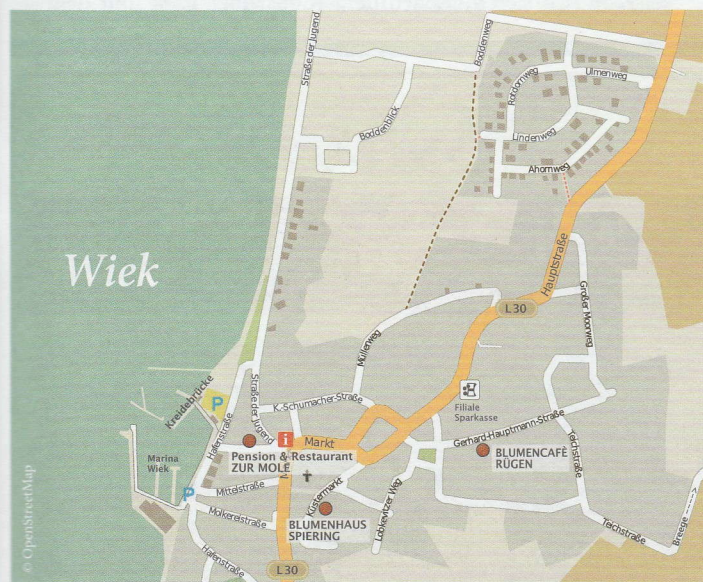 Straße der Jugend
Boddenweg
Ulmenweg
Rotdornweg
Boddenblick
Lindenweg
Ahornweg
Wiek
Hauptstraße
Großer Moorweg
L 30
Müllerweg
P
Kreidebrücke
Straße der Jugend
K.-Schumacher-Straße
Filiale
Sparkasse
Hafenstraße
i
Markt
Gerhard-Hauptmann-Straße
Pension & Restaurant
ZUR MOLE
BLUMENCAFÈ
RÜGEN
Teichstraße
Marina
Wiek
P
Mittelstraße
Küstermarkt
Lobkevitzer Weg
Molkereistraße
BLUMENHAUS
SPIERING
Teichstraße
Breege
Hafenstraße
L 30
© OpenStreetMap